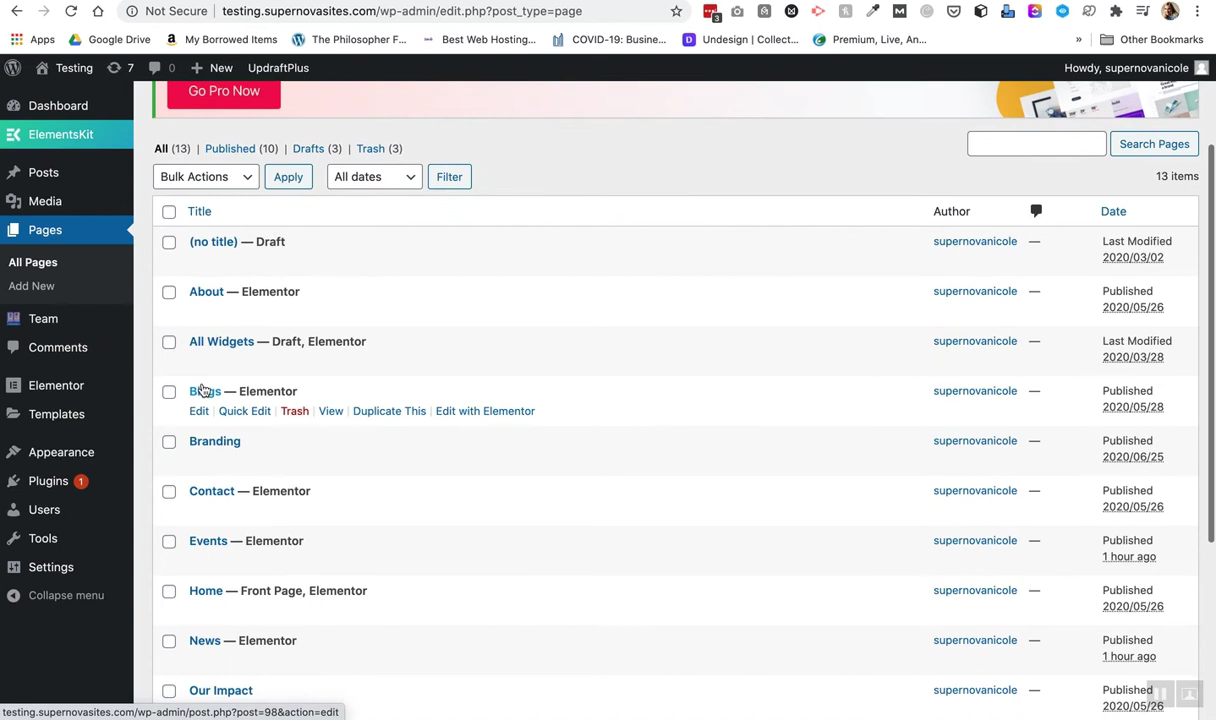 Not Secure | testing.supernovasites.com/wp-admin/edit.php?post_type=page
3
Apps Google Drive My Borrowed Items The Philosopher F... Best Web Hosting... COVID-19: Busine... Undesign | Collect... Premium, Live, An... » Other Bookmarks
Testing 7 0 New UpdraftPlus Howdy, supernovanicole
Dashboard
ElementsKit
Posts
Media
Pages
All Pages
Add New
Team
Comments
Elementor
Templates
Appearance
Plugins 1
Users
Tools
Settings
Collapse menu
Go Pro Now
All (13) | Published (10) | Drafts (3) | Trash (3)
Search Pages
Bulk Actions Apply All dates Filter
13 items
Title Author Date
(no title) — Draft supernovanicole — Last Modified
2020/03/02
About — Elementor supernovanicole — Published
2020/05/26
All Widgets — Draft, Elementor supernovanicole — Last Modified
2020/03/28
— Elementor supernovanicole — Published
2020/05/28
Edit | Quick Edit | Trash | View | Duplicate This | Edit with Elementor
Branding supernovanicole — Published
2020/06/25
Contact — Elementor supernovanicole — Published
2020/05/26
Events — Elementor supernovanicole — Published
1 hour ago
Home — Front Page, Elementor supernovanicole — Published
2020/05/26
News — Elementor supernovanicole — Published
1 hour ago
Our Impact supernovanicole — Published
2020/05/26
testing.supernovasites.com/wp-admin/post.php?post=98&action=edit